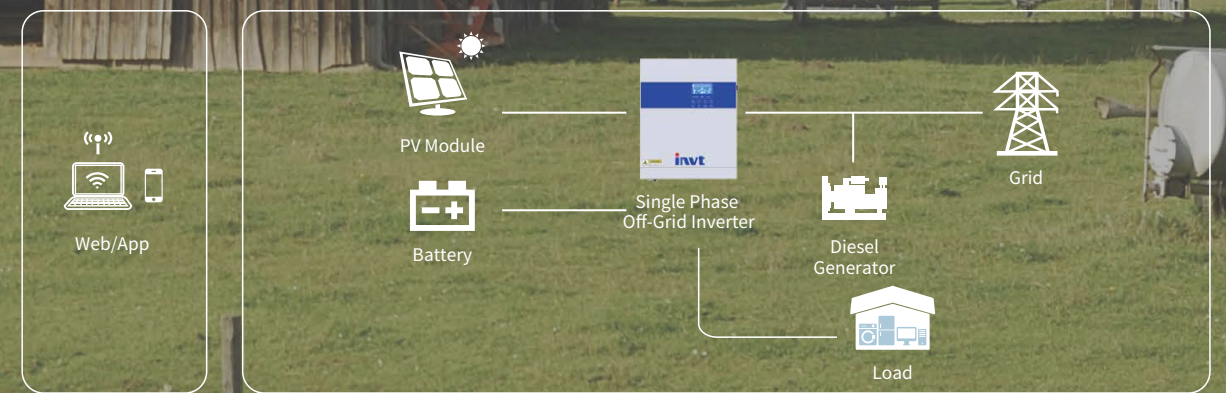 Web/App
PV Module
Battery
invt
Single Phase
Off-Grid Inverter
Diesel
Generator
Grid
Load